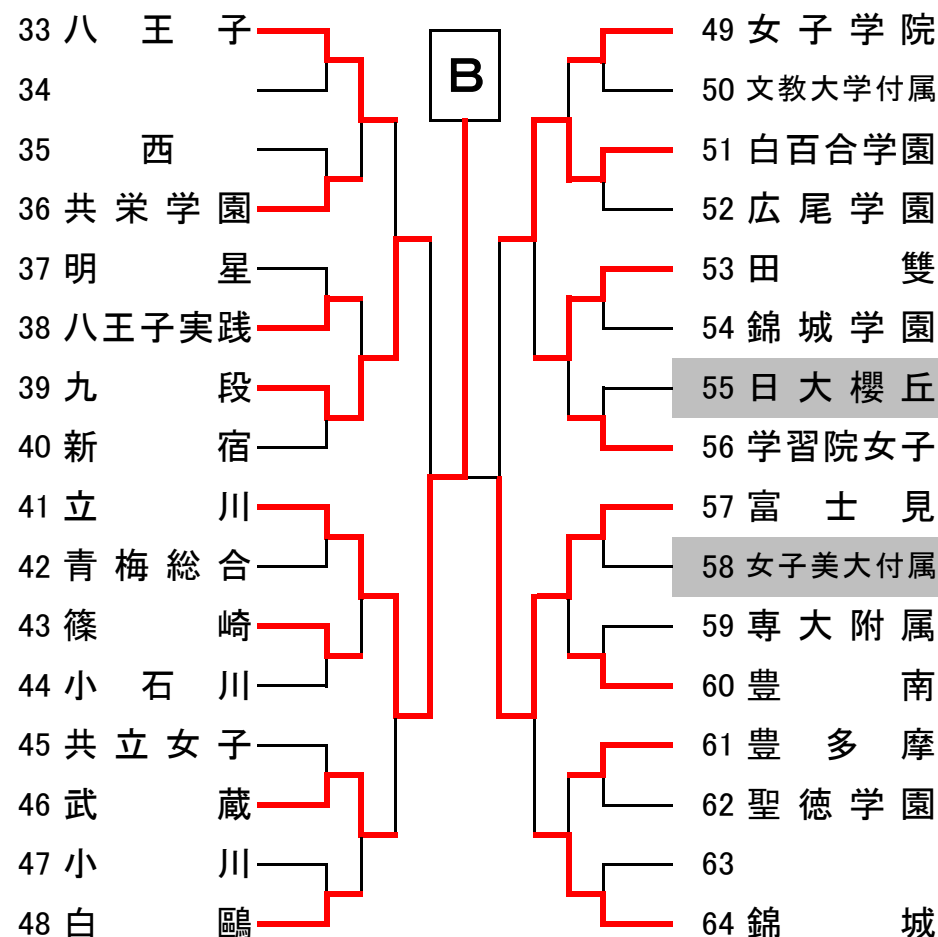 33 八王子
34
35 西
36 共栄学園
37 明星
38 八王子実践
39 九段
40 新宿
41 立川
42 青梅総合
43 篠崎
44 小石川
45 共立女子
46 武蔵
47 小川
48 白鷗
B
49 女子学院
50 文教大学付属
51 白百合学園
52 広尾学園
53 田雙
54 錦城学園
55 日大櫻丘
56 学習院女子
57 富士見
58 女子美大付属
59 専大附属
60 豊南
61 豊多摩
62 聖徳学園
63
64 錦城